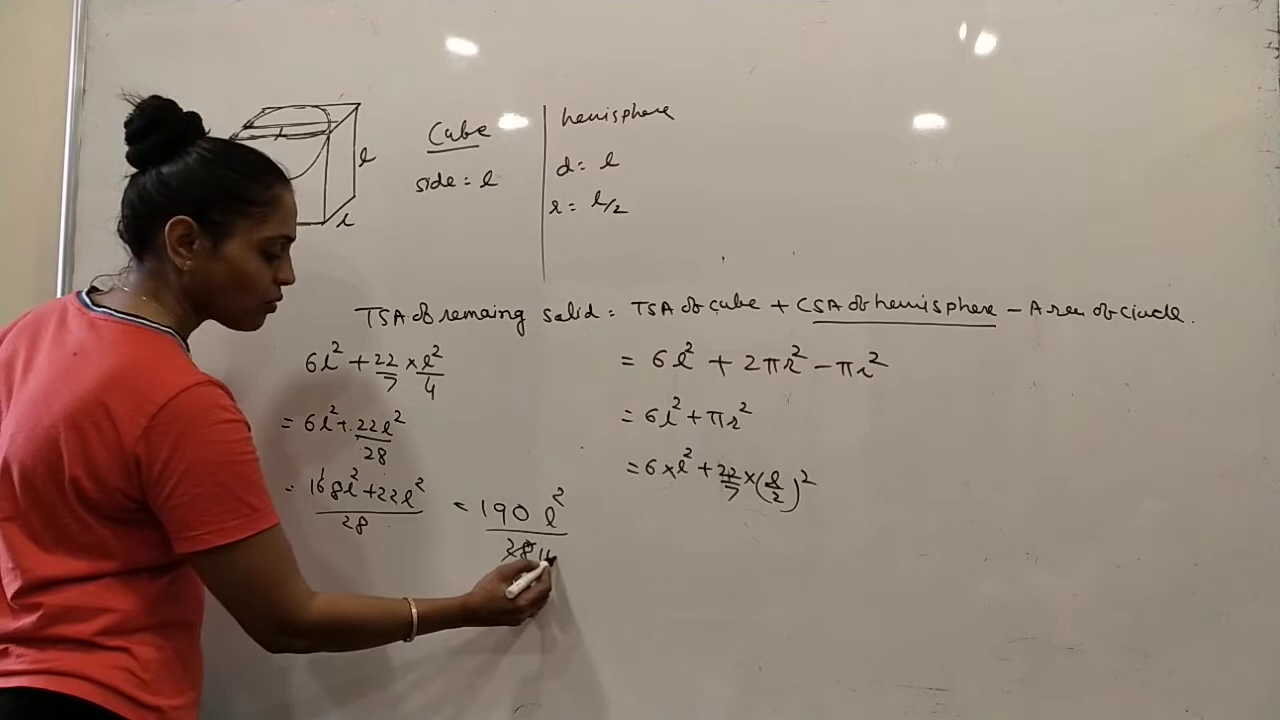 l
l
Cube
side = l
hemisphere
d = l
r = l/2
TSA of remaing solid = TSA of cube + CSA of hemisphere - Area of circle.
= 6l² + 2πr² - πr²
= 6l² + πr²
= 6 × l² + 22/7 × (l/2)²
6l² + 22/7 × l²/4
= 6l² + 22l²/28
= 168l² + 22l²/28 = 190 l²/28